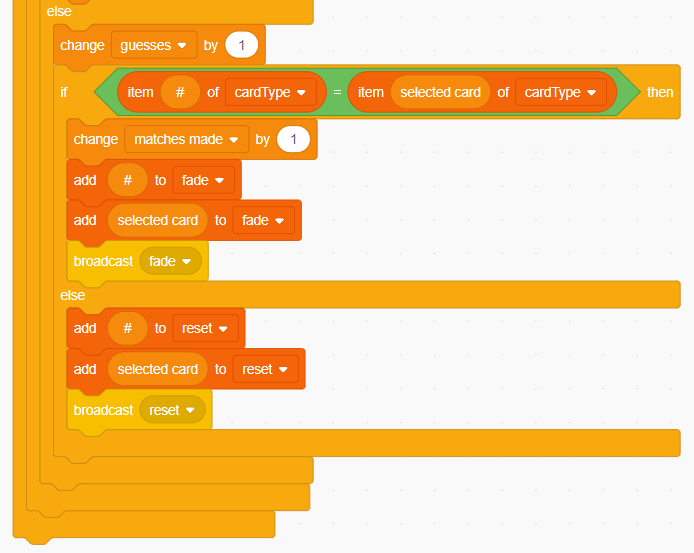 else
change guesses by 1
if item # of cardType = item selected card of cardType then
change matches made by 1
add # to fade
add selected card to fade
broadcast fade
else
add # to reset
add selected card to reset
broadcast reset